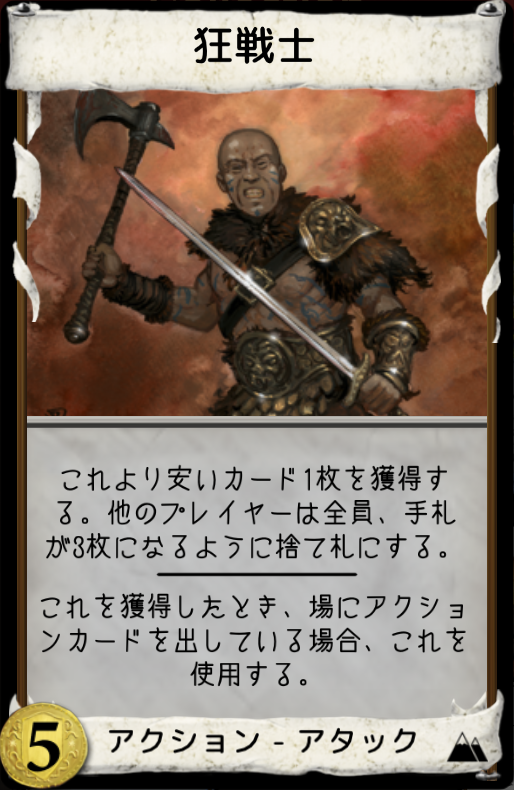 狂戦士
これより安いカード1枚を獲得す
る。他のプレイヤーは全員、手札
が3枚になるように捨て札にする。
これを獲得したとき、場にアクショ
ンカードを出している場合、これを
使用する。
5
アクション - アタック